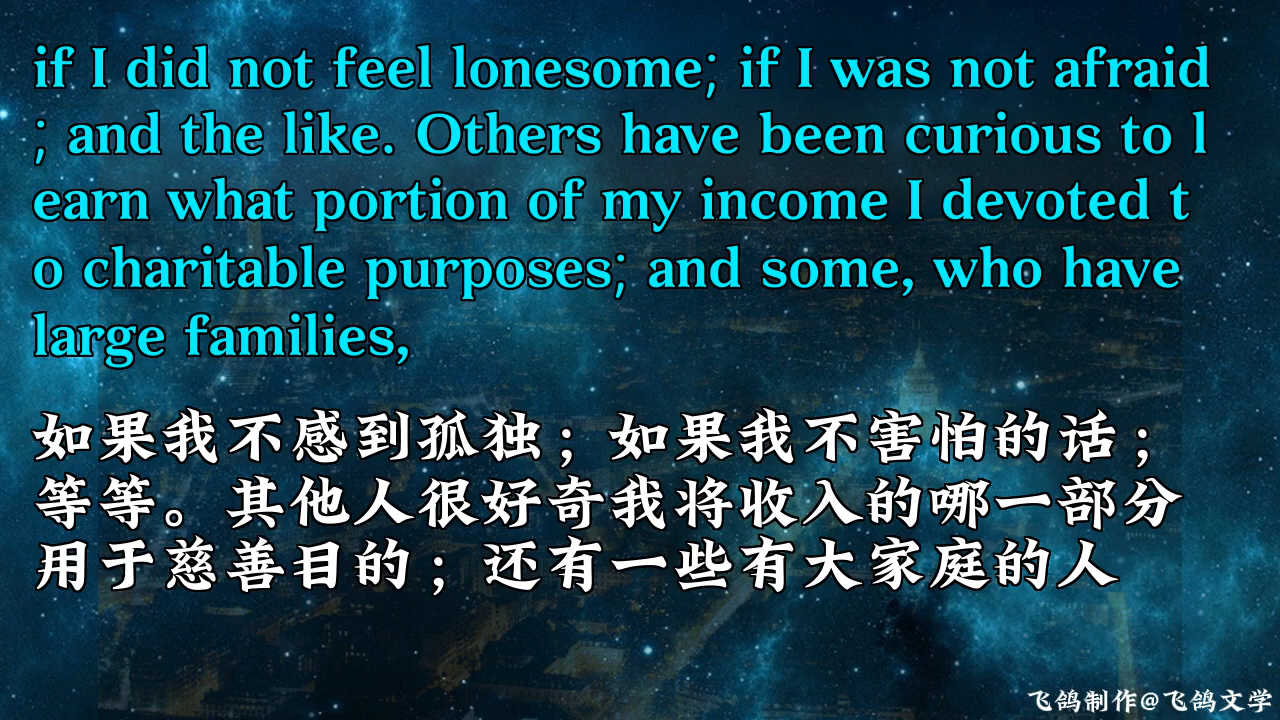 if I did not feel lonesome; if I was not afraid
; and the like. Others have been curious to l
earn what portion of my income I devoted t
o charitable purposes; and some, who have
large families,
如果我不感到孤独；如果我不害怕的话；
等等。其他人很好奇我将收入的哪一部分
用于慈善目的；还有一些有大家庭的人
飞鸽制作@飞鸽文学